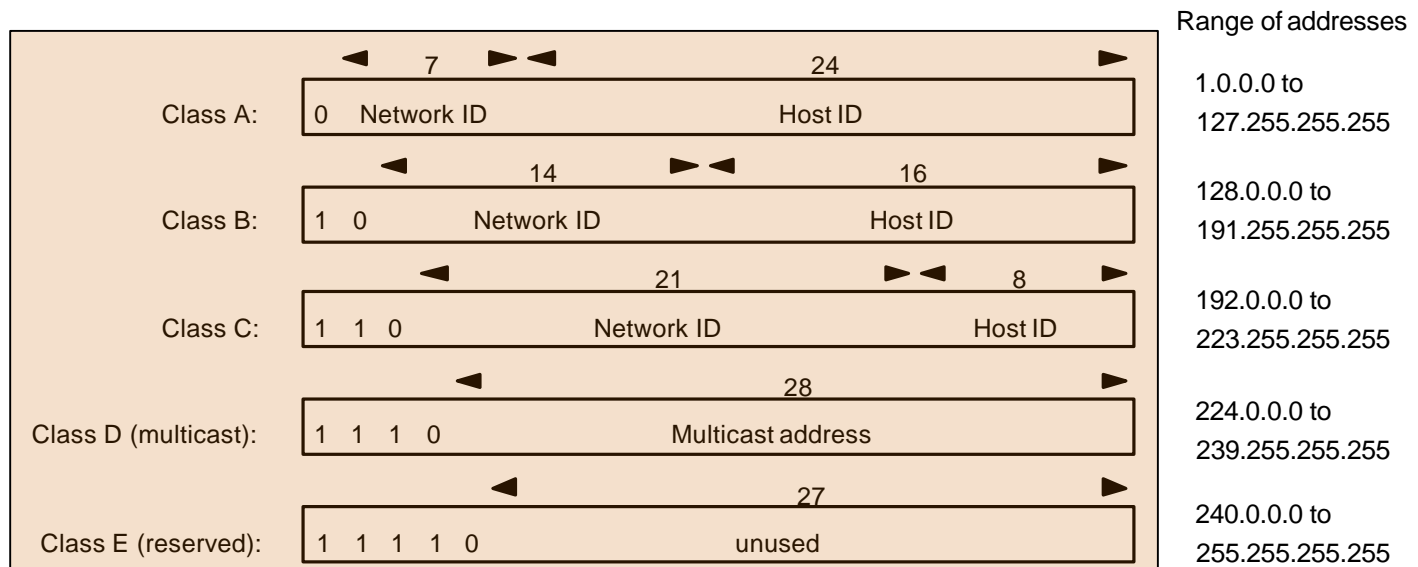 Range of addresses
7 24
Class A: 0 Network ID Host ID
1.0.0.0 to
127.255.255.255
14 16
Class B: 1 0 Network ID Host ID
128.0.0.0 to
191.255.255.255
21 8
Class C: 1 1 0 Network ID Host ID
192.0.0.0 to
223.255.255.255
28
Class D (multicast): 1 1 1 0 Multicast address
224.0.0.0 to
239.255.255.255
27
Class E (reserved): 1 1 1 1 0 unused
240.0.0.0 to
255.255.255.255